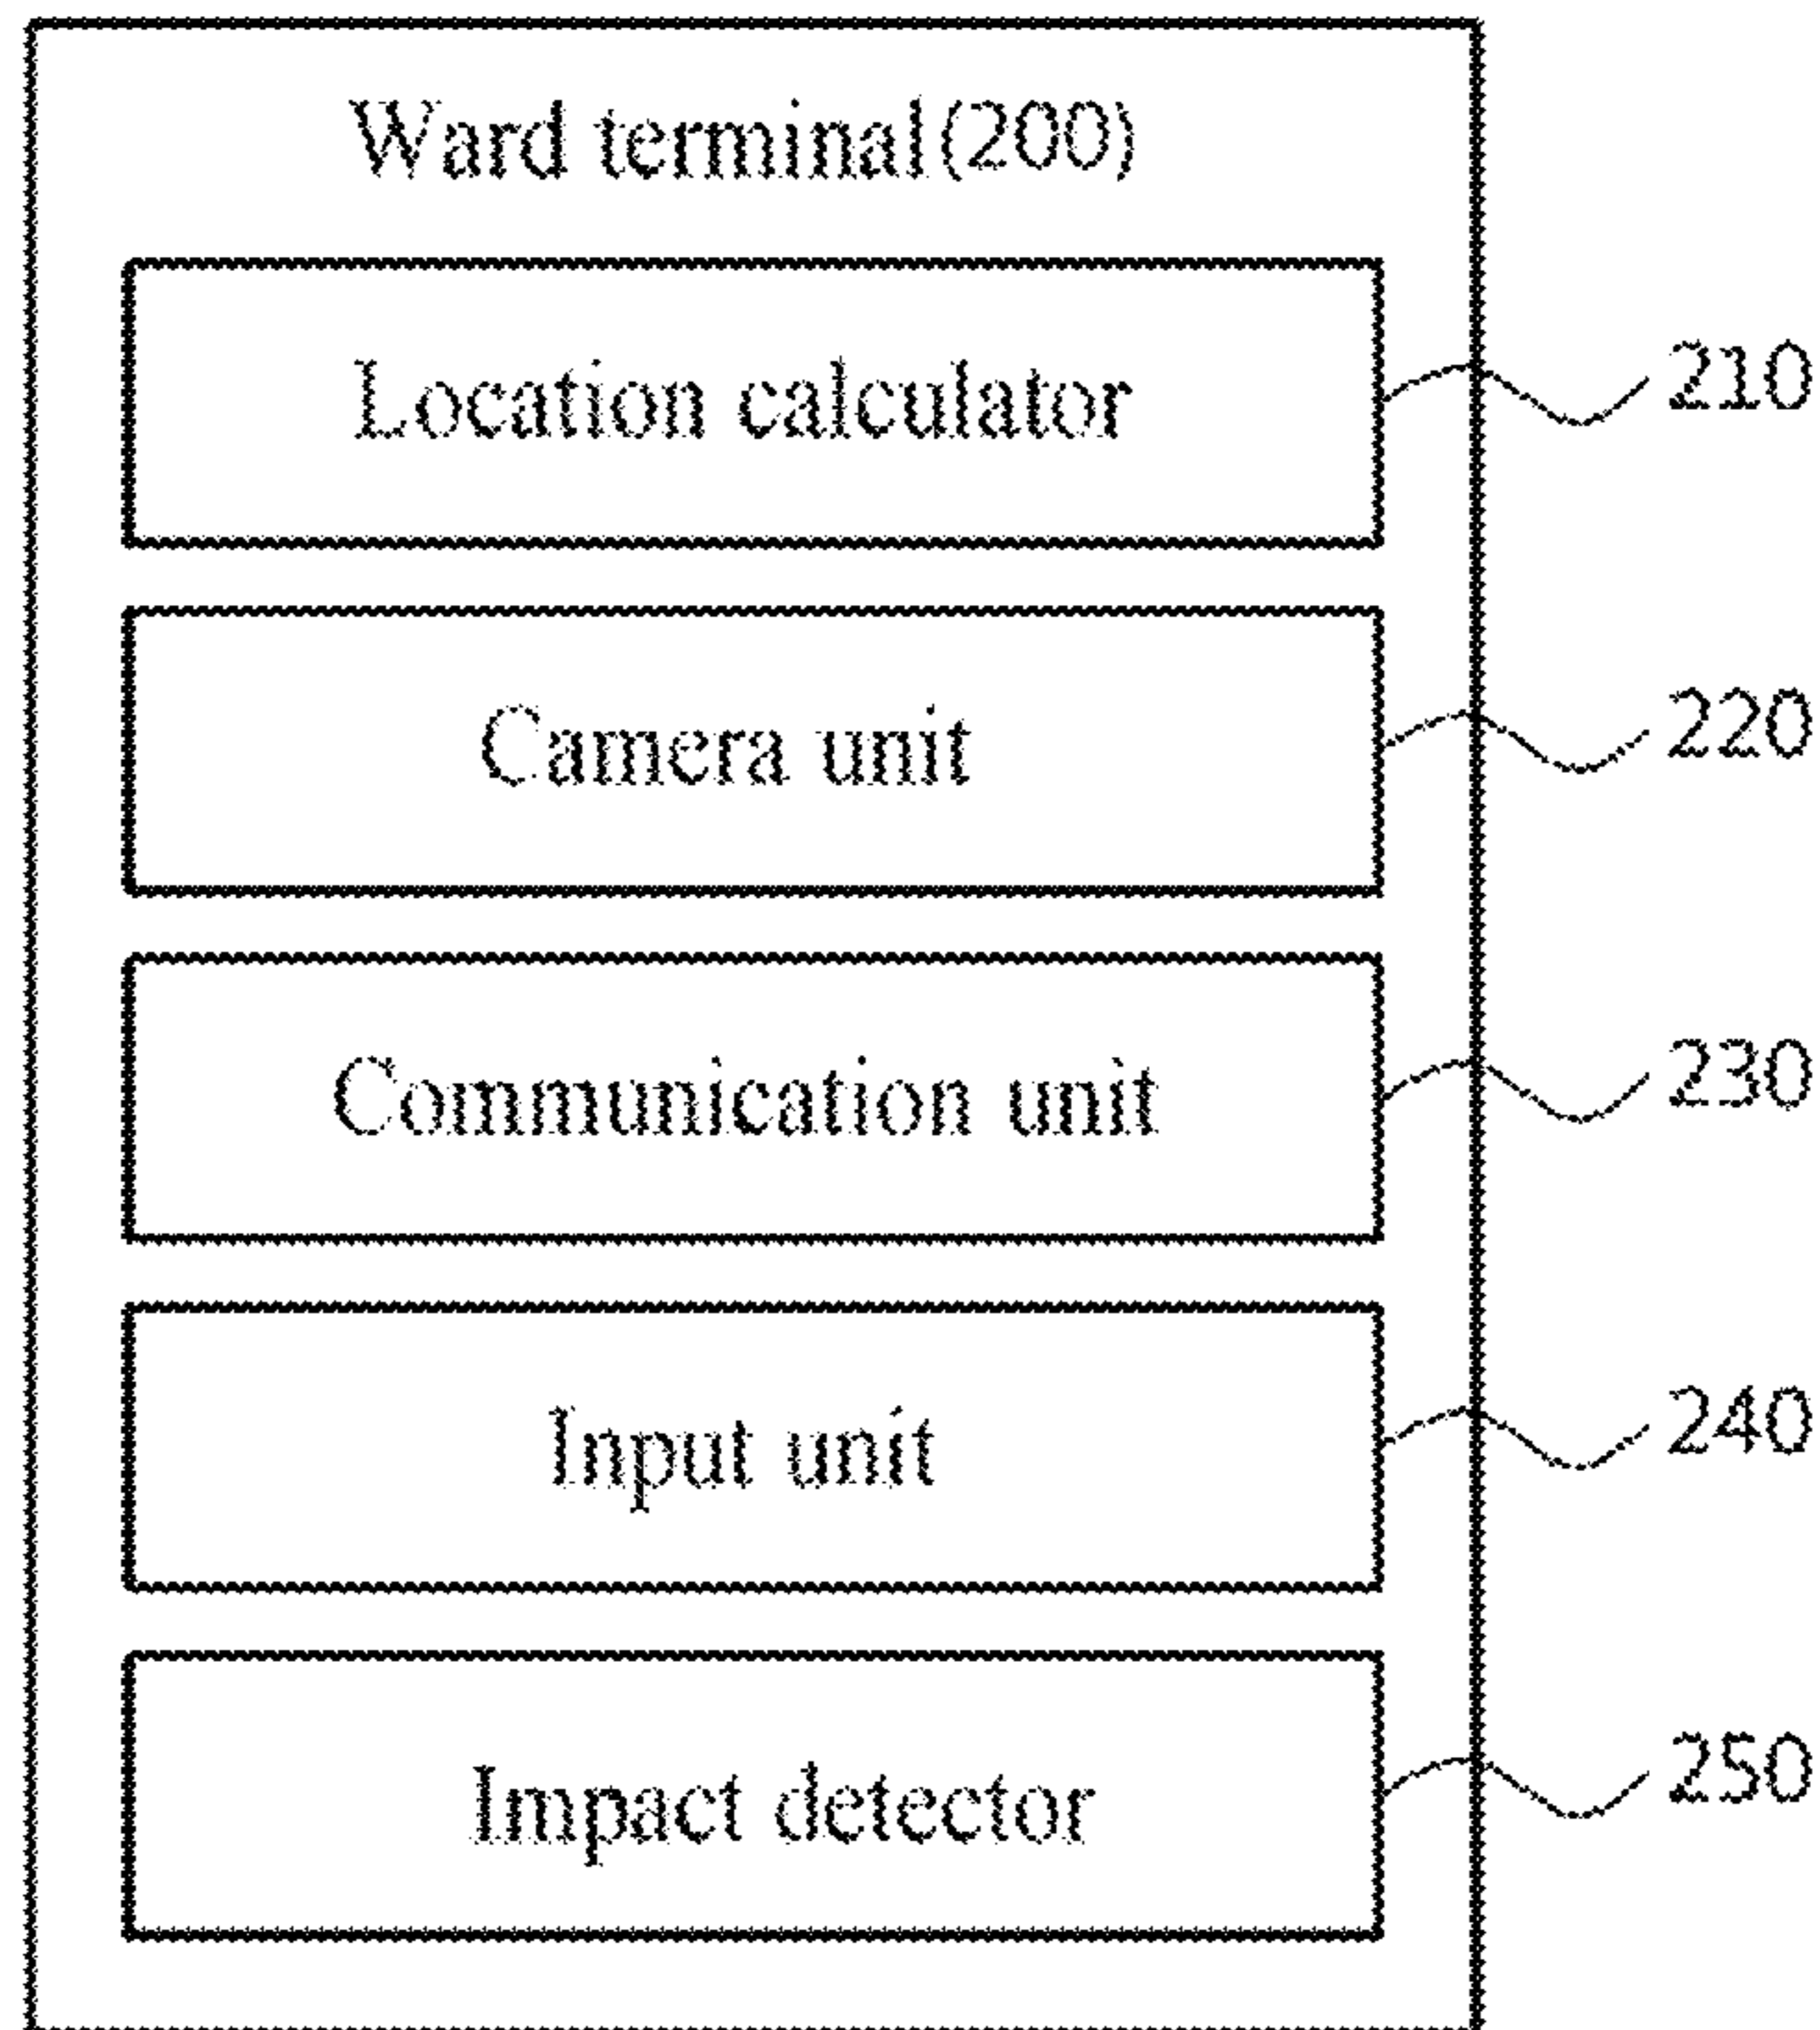 Ward terminal(200)
Location calculator 210
Camera unit 220
Communication unit 230
Input unit 240
Impact detector 250